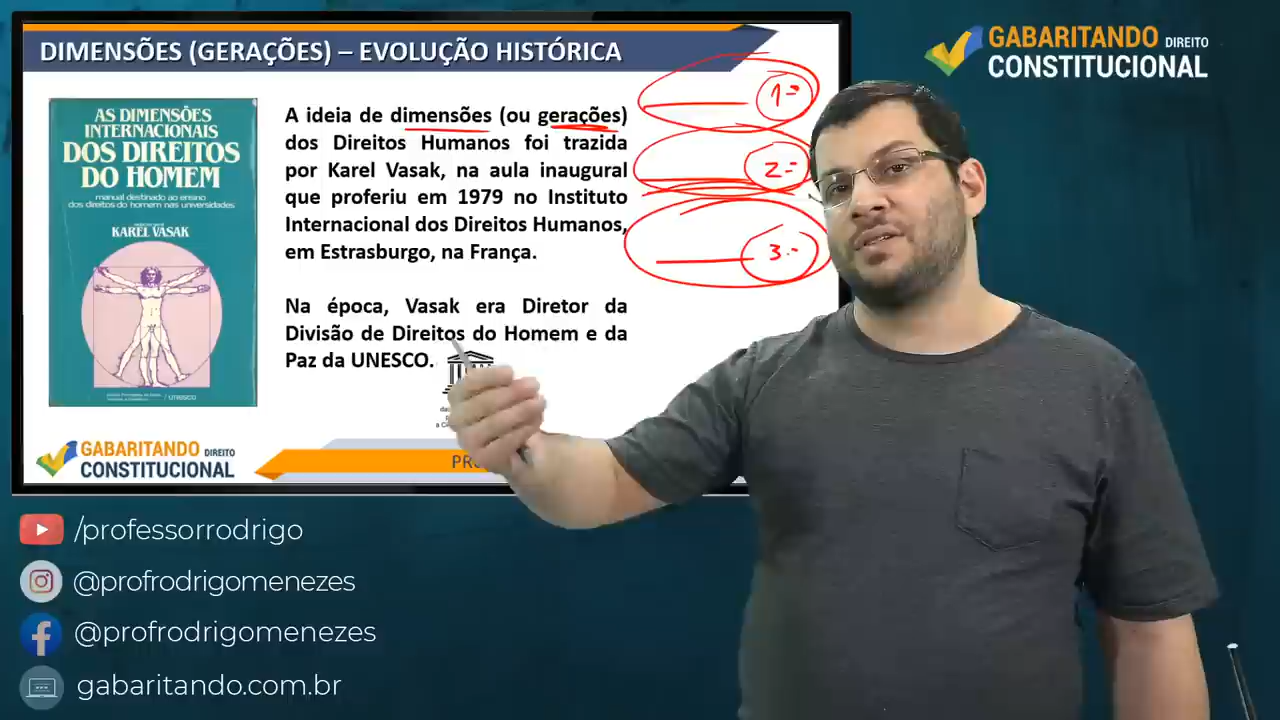 DIMENSÕES (GERAÇÕES) – EVOLUÇÃO HISTÓRICA
GABARITANDO DIREITO
CONSTITUCIONAL
AS DIMENSÕES
INTERNACIONAIS
DOS DIREITOS
DO HOMEM
manual destinado ao ensino
dos direitos do homem nas universidades
KAREL VASAK
UNESCO
A ideia de dimensões (ou gerações)
dos Direitos Humanos foi trazida
por Karel Vasak, na aula inaugural
que proferiu em 1979 no Instituto
Internacional dos Direitos Humanos,
em Estrasburgo, na França.
Na época, Vasak era Diretor da
Divisão de Direitos do Homem e da
Paz da UNESCO.
1ª
2ª
3ª
GABARITANDO DIREITO
CONSTITUCIONAL
/professorrodrigo
@profrodrigomenezes
@profrodrigomenezes
gabaritando.com.br